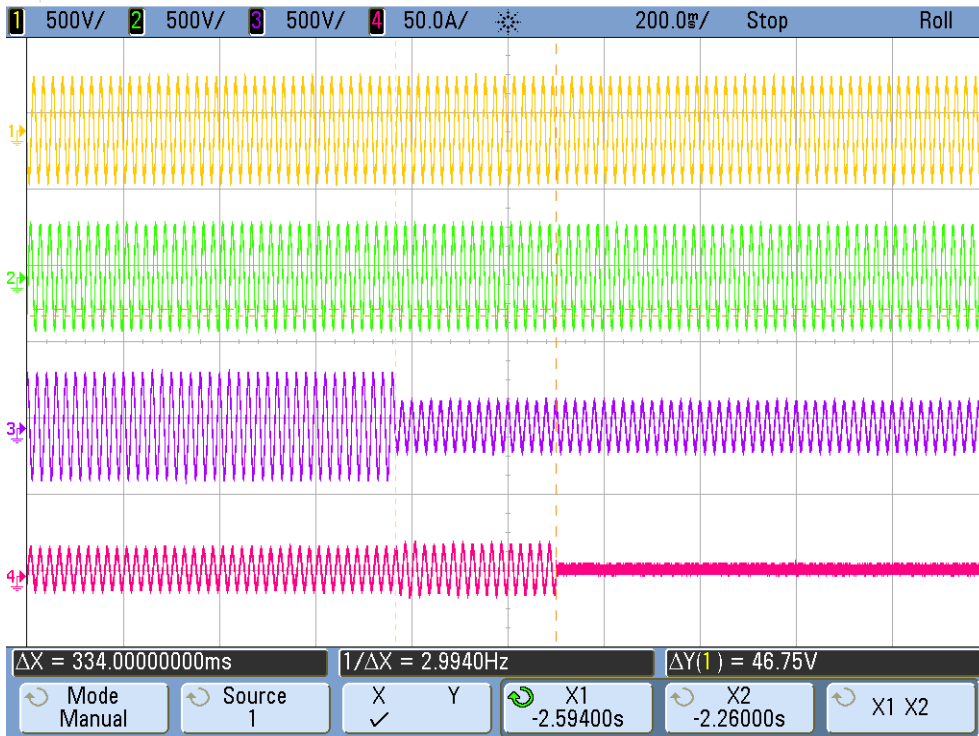 1 500V/ 2 500V/ 3 500V/ 4 50.0A/ 200.0ms/ Stop Roll
1
2
3
4
ΔX = 334.00000000ms 1/ΔX = 2.9940Hz ΔY(1) = 46.75V
Mode Source X Y X1 X2 X1 X2
Manual 1 ✓ -2.59400s -2.26000s